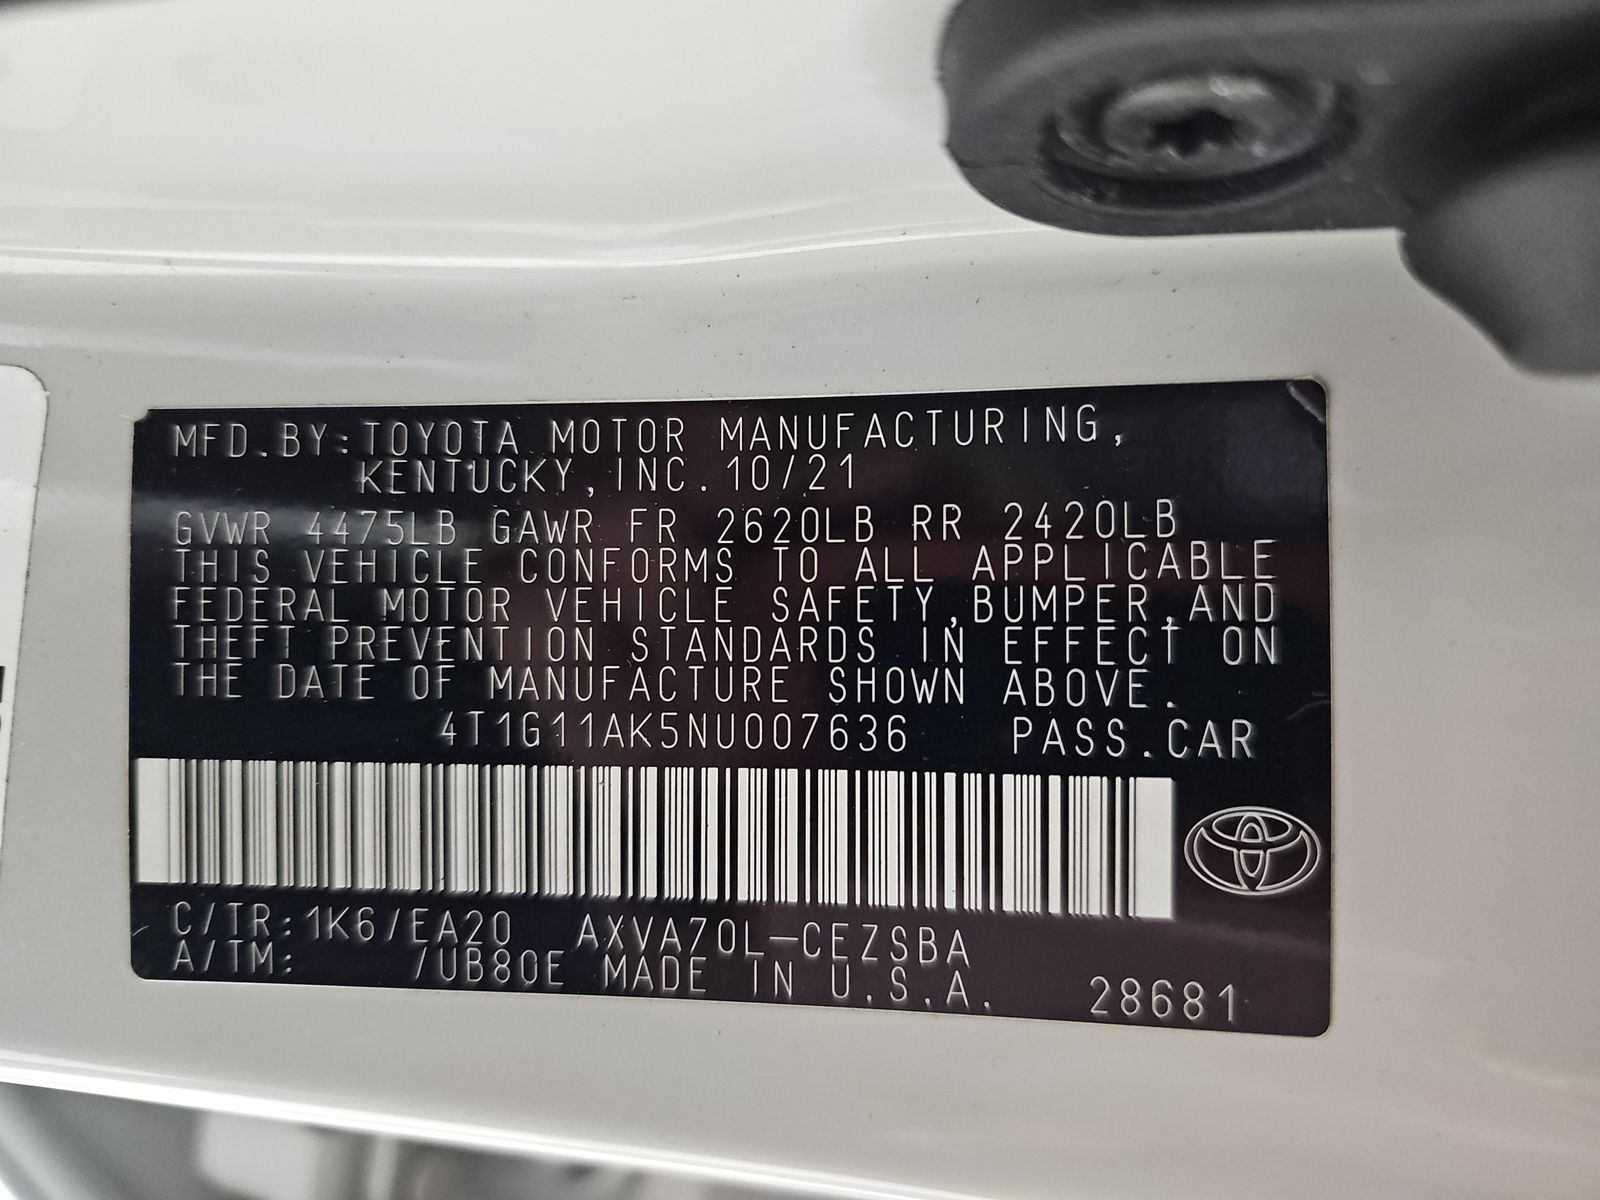 MFD.BY:TOYOTA MOTOR MANUFACTURING,
KENTUCKY,INC. 10/21
GVWR 4475LB GAWR FR 2620LB RR 2420LB
THIS VEHICLE CONFORMS TO ALL APPLICABLE
FEDERAL MOTOR VEHICLE SAFETY,BUMPER,AND
THEFT PREVENTION STANDARDS IN EFFECT ON
THE DATE OF MANUFACTURE SHOWN ABOVE.
4T1G11AK5NU007636 PASS.CAR
C/TR:1K6/EA20 AXVA70L-CEZSBA
A/TM: /UB80E MADE IN U.S.A. 28681